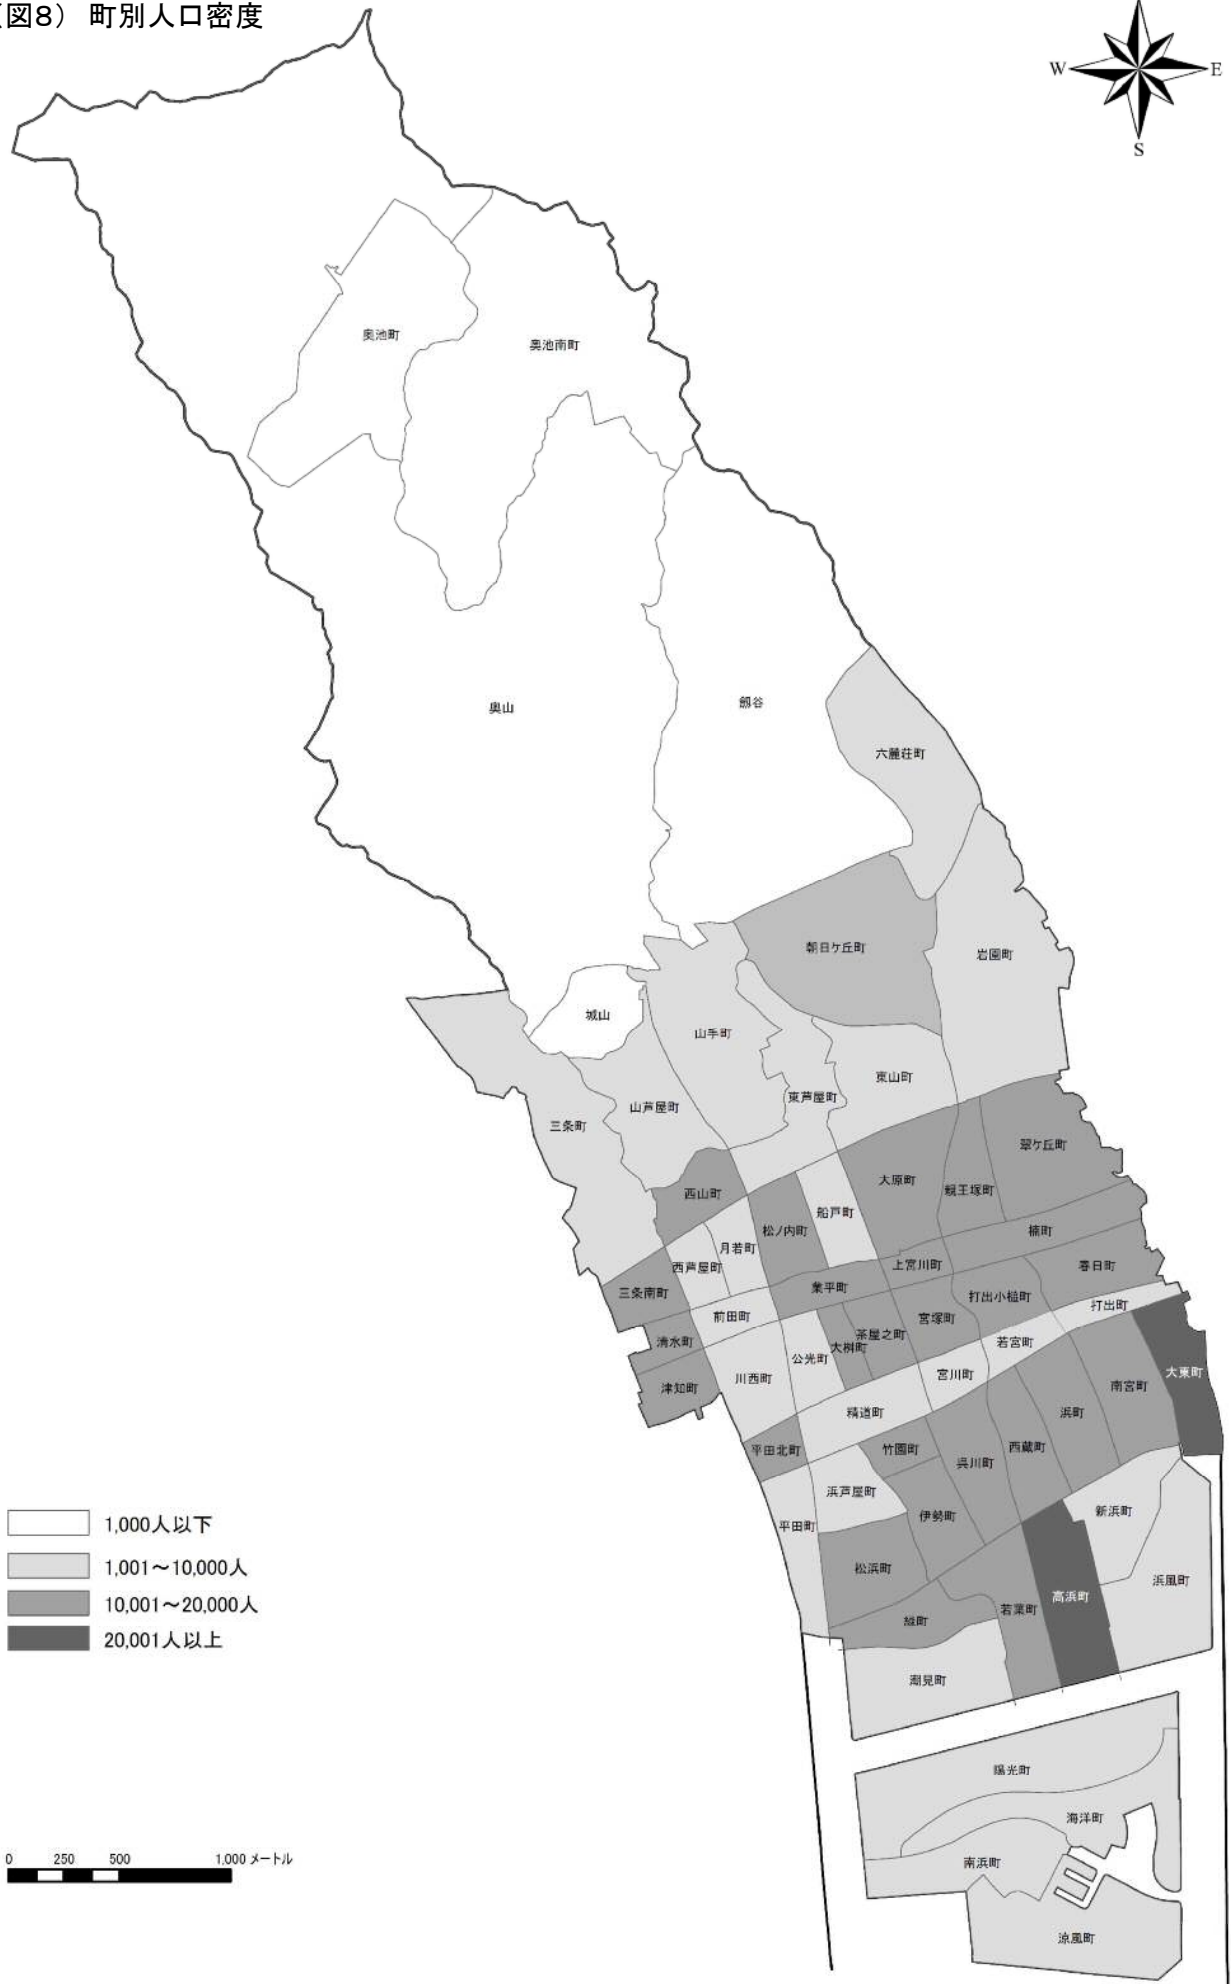 （図8） 町別人口密度
W
E
S
奥池町
奥池南町
奥山
剱谷
六麓荘町
朝日ケ丘町
岩園町
城山
山手町
東山町
東芦屋町
山芦屋町
三条町
翠ケ丘町
大原町
親王塚町
西山町
船戸町
松ノ内町
楠町
月若町
西芦屋町
上宮川町
春日町
業平町
三条南町
打出小槌町
打出町
前田町
宮塚町
茶屋之町
若宮町
清水町
大桝町
公光町
宮川町
大東町
川西町
津知町
南宮町
精道町
浜町
平田北町
竹園町
西蔵町
呉川町
浜芦屋町
新浜町
伊勢町
平田町
松浜町
浜風町
高浜町
若葉町
緑町
潮見町
陽光町
海洋町
南浜町
涼風町
1,000人以下
1,001～10,000人
10,001～20,000人
20,001人以上
0 250 500 1,000 メートル